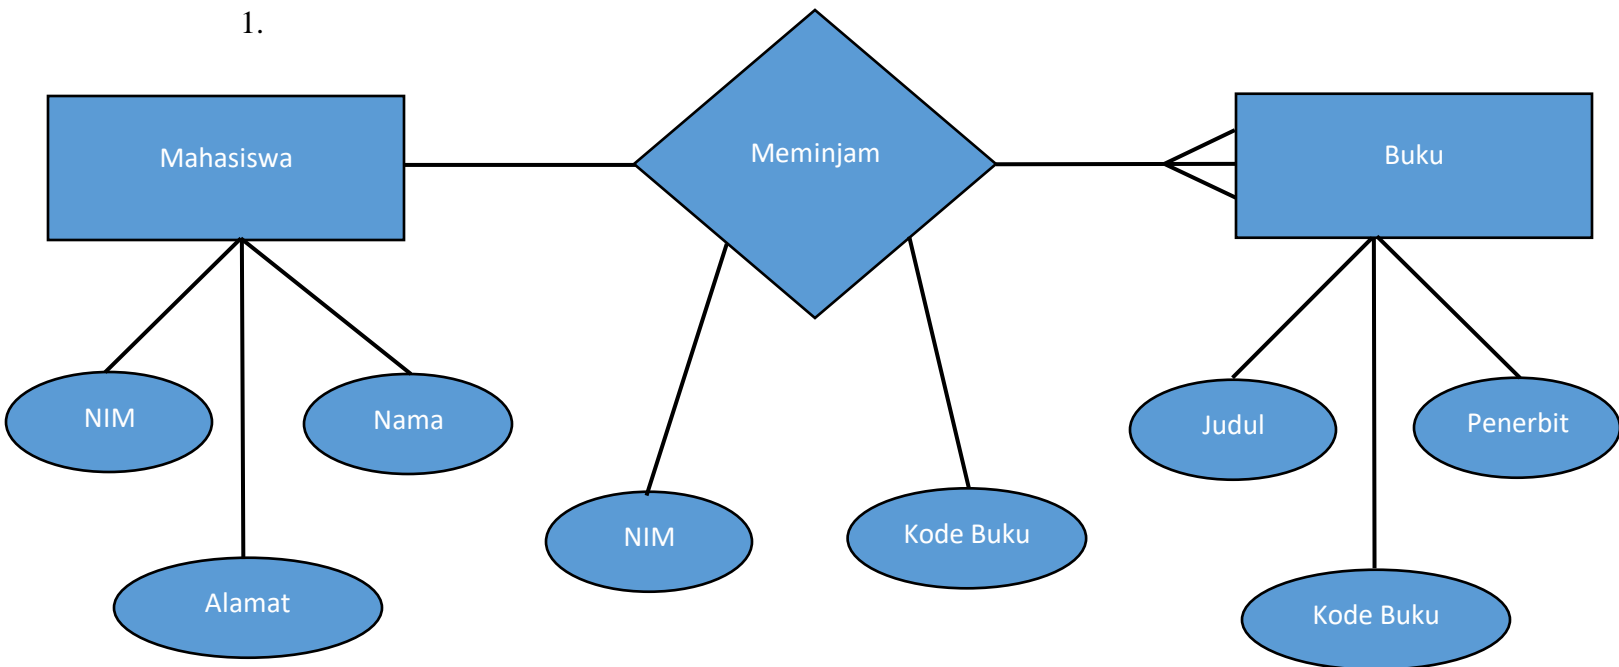 1.
Mahasiswa
Meminjam
Buku
NIM
Nama
Alamat
NIM
Kode Buku
Judul
Penerbit
Kode Buku